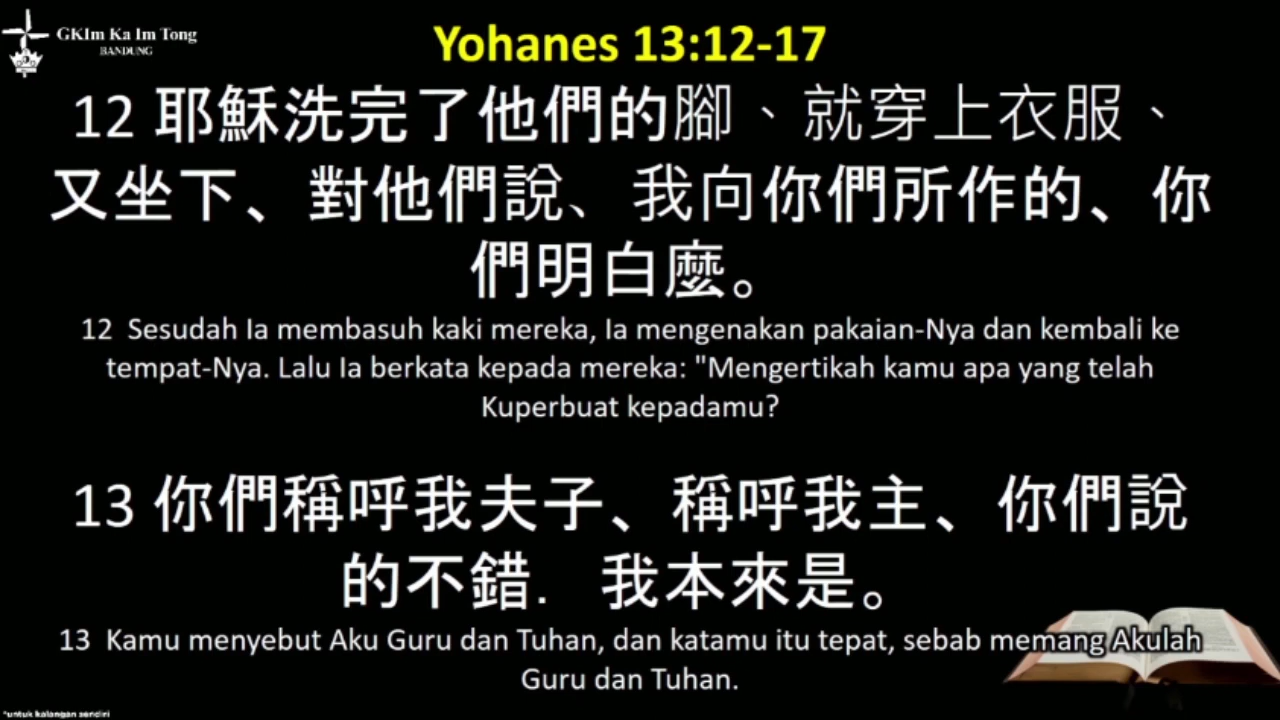 GKIm Ka Im Tong
BANDUNG
Yohanes 13:12-17
12 耶穌洗完了他們的腳、就穿上衣服、
又坐下、對他們說、我向你們所作的、你
們明白麼。
12 Sesudah Ia membasuh kaki mereka, Ia mengenakan pakaian-Nya dan kembali ke
tempat-Nya. Lalu Ia berkata kepada mereka: "Mengertikah kamu apa yang telah
Kuperbuat kepadamu?
13 你們稱呼我夫子、稱呼我主、你們說
的不錯. 我本來是。
13 Kamu menyebut Aku Guru dan Tuhan, dan katamu itu tepat, sebab memang Akulah
Guru dan Tuhan.
*untuk kalangan sendiri